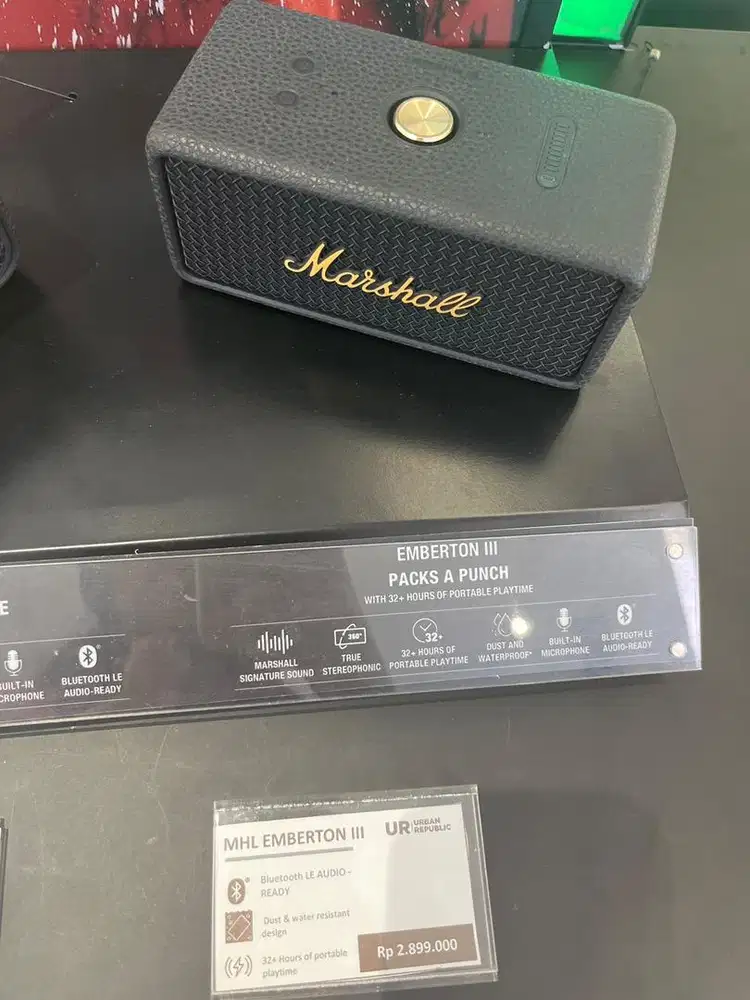 Marshall
EMBERTON III
PACKS A PUNCH
WITH 32+ HOURS OF PORTABLE PLAYTIME
E
BUILT-IN
MICROPHONE
BLUETOOTH LE
AUDIO-READY
MARSHALL
SIGNATURE SOUND
360°
TRUE
STEREOPHONIC
32+
32+ HOURS OF
PORTABLE PLAYTIME
DUST AND
WATERPROOF*
BUILT-IN
MICROPHONE
BLUETOOTH LE
AUDIO-READY
MHL EMBERTON III
UR URBAN
REPUBLIC
Bluetooth LE AUDIO -
READY
Dust & water resistant
design
32+ Hours of portable
playtime
Rp 2.899.000